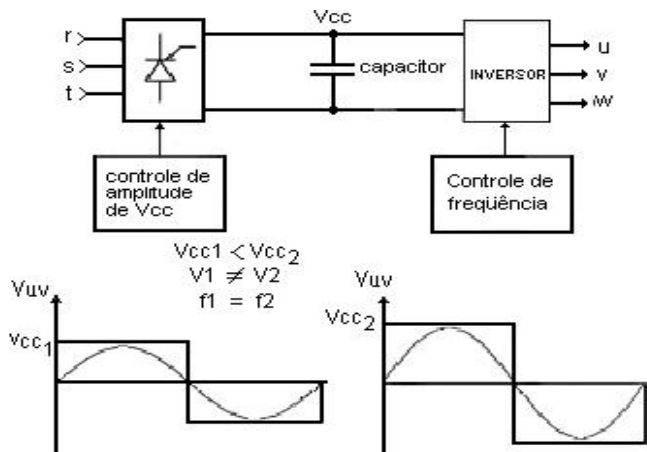 Vcc
r
s
t
capacitor
INVERSOR
u
v
w
controle de
amplitude
de Vcc
Controle de
freqüência
Vcc1 < Vcc2
V1 ≠ V2
f1 = f2
Vuv
Vcc1
Vuv
Vcc2